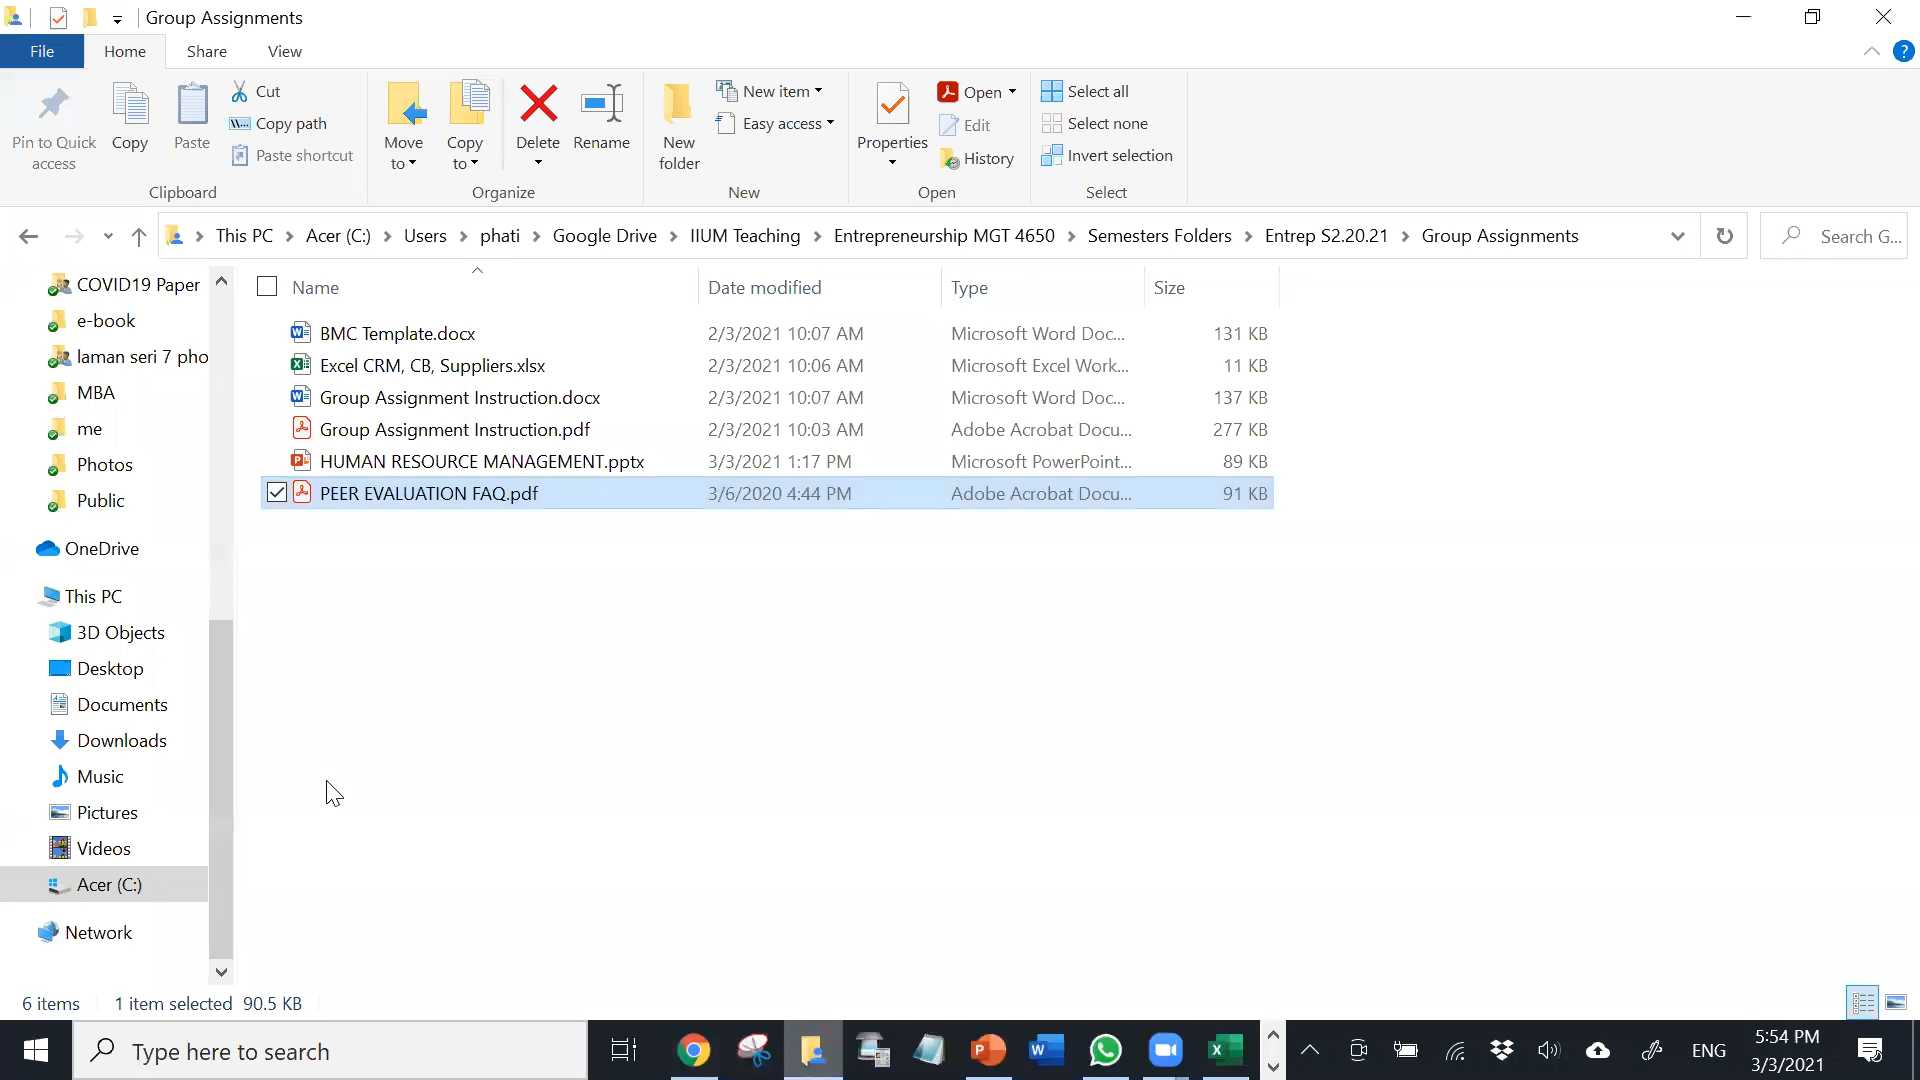 Group Assignments
File Home Share View
Pin to Quick access
Copy
Paste
Cut
Copy path
Paste shortcut
Clipboard
Move to
Copy to
Delete
Rename
Organize
New folder
New item
Easy access
New
Properties
Open
Edit
History
Open
Select all
Select none
Invert selection
Select
This PC Acer (C:) Users phati Google Drive IIUM Teaching Entrepreneurship MGT 4650 Semesters Folders Entrep S2.20.21 Group Assignments
Search G...
COVID19 Paper
e-book
laman seri 7 pho
MBA
me
Photos
Public
OneDrive
This PC
3D Objects
Desktop
Documents
Downloads
Music
Pictures
Videos
Acer (C:)
Network
Name Date modified Type Size
BMC Template.docx 2/3/2021 10:07 AM Microsoft Word Doc... 131 KB
Excel CRM, CB, Suppliers.xlsx 2/3/2021 10:06 AM Microsoft Excel Work... 11 KB
Group Assignment Instruction.docx 2/3/2021 10:07 AM Microsoft Word Doc... 137 KB
Group Assignment Instruction.pdf 2/3/2021 10:03 AM Adobe Acrobat Docu... 277 KB
HUMAN RESOURCE MANAGEMENT.pptx 3/3/2021 1:17 PM Microsoft PowerPoint... 89 KB
PEER EVALUATION FAQ.pdf 3/6/2020 4:44 PM Adobe Acrobat Docu... 91 KB
6 items 1 item selected 90.5 KB
Type here to search
ENG
5:54 PM
3/3/2021